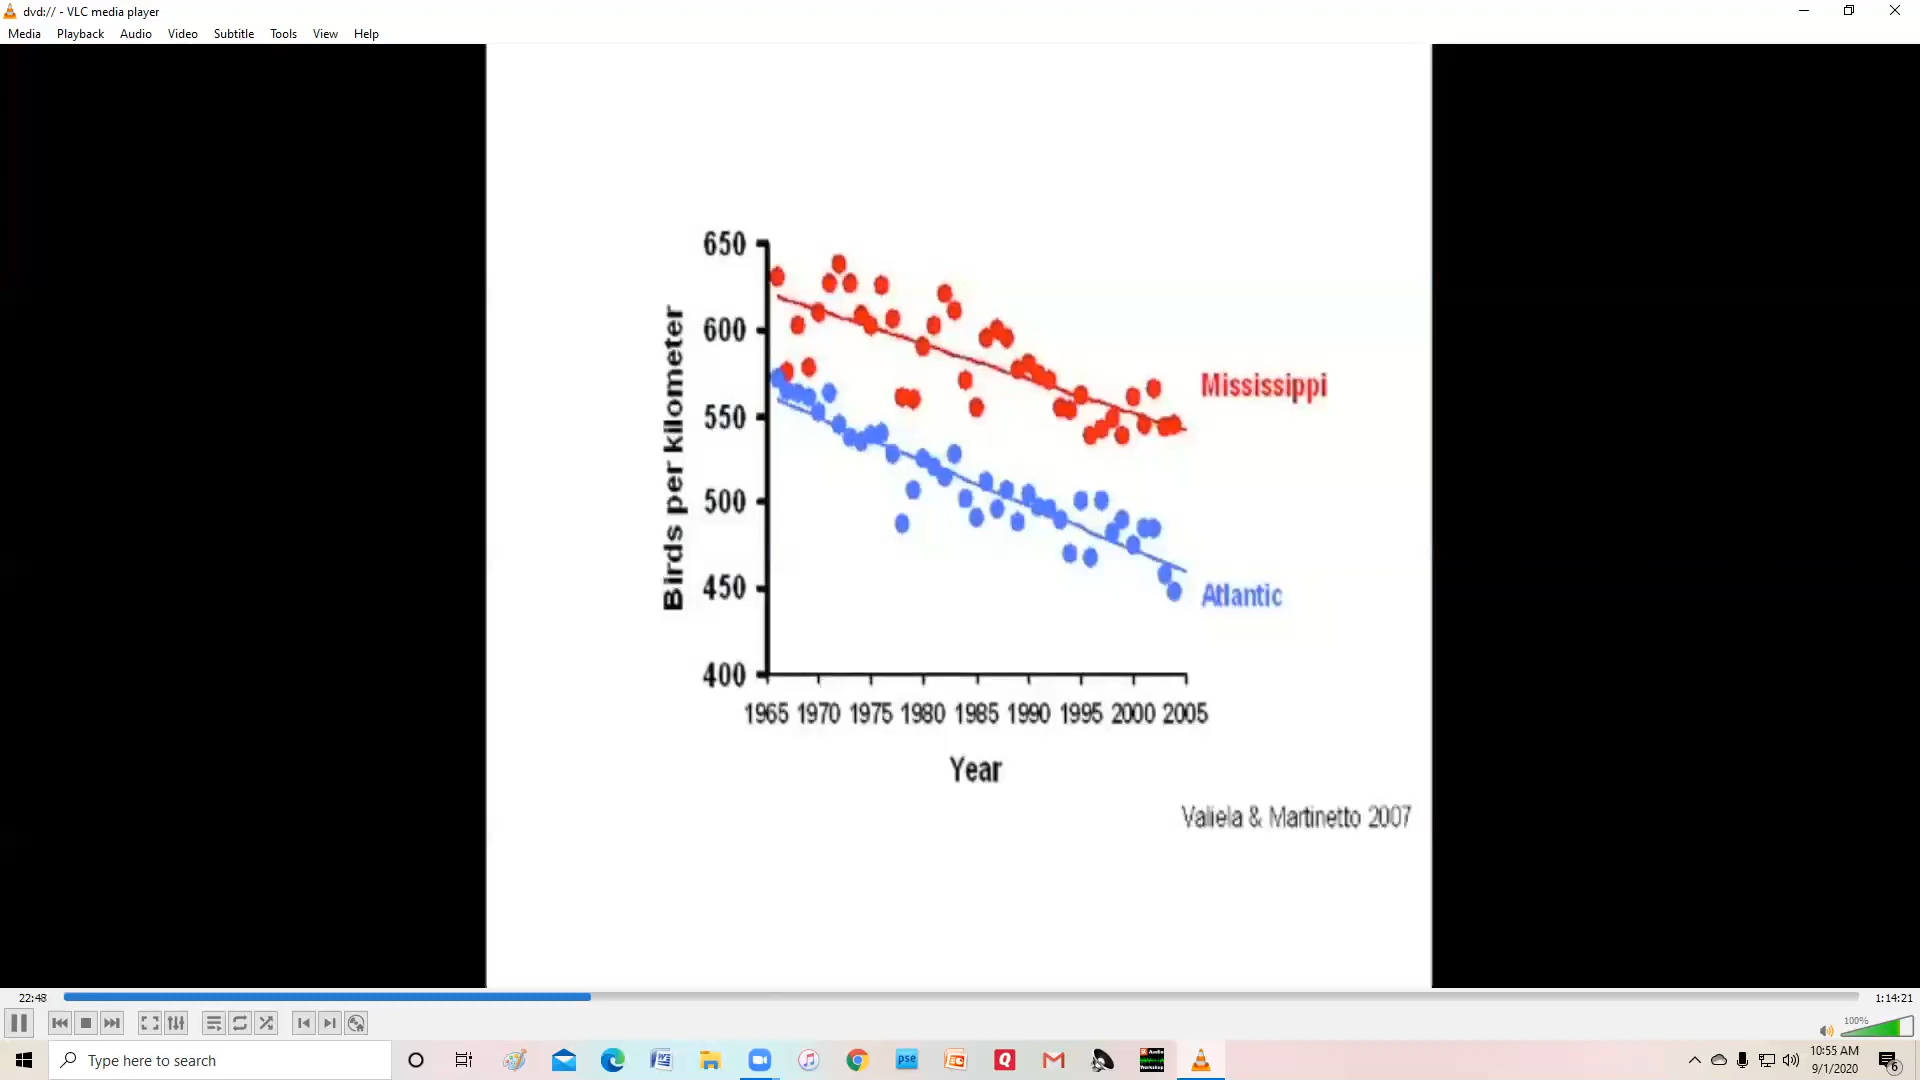 dvd:// - VLC media player
Media Playback Audio Video Subtitle Tools View Help
650
600
550
500
450
400
Birds per kilometer
Mississippi
Atlantic
1965 1970 1975 1980 1985 1990 1995 2000 2005
Year
Valiela & Martinetto 2007
22:48
1:14:21
100%
Type here to search
pse
Q
10:55 AM
9/1/2020
6